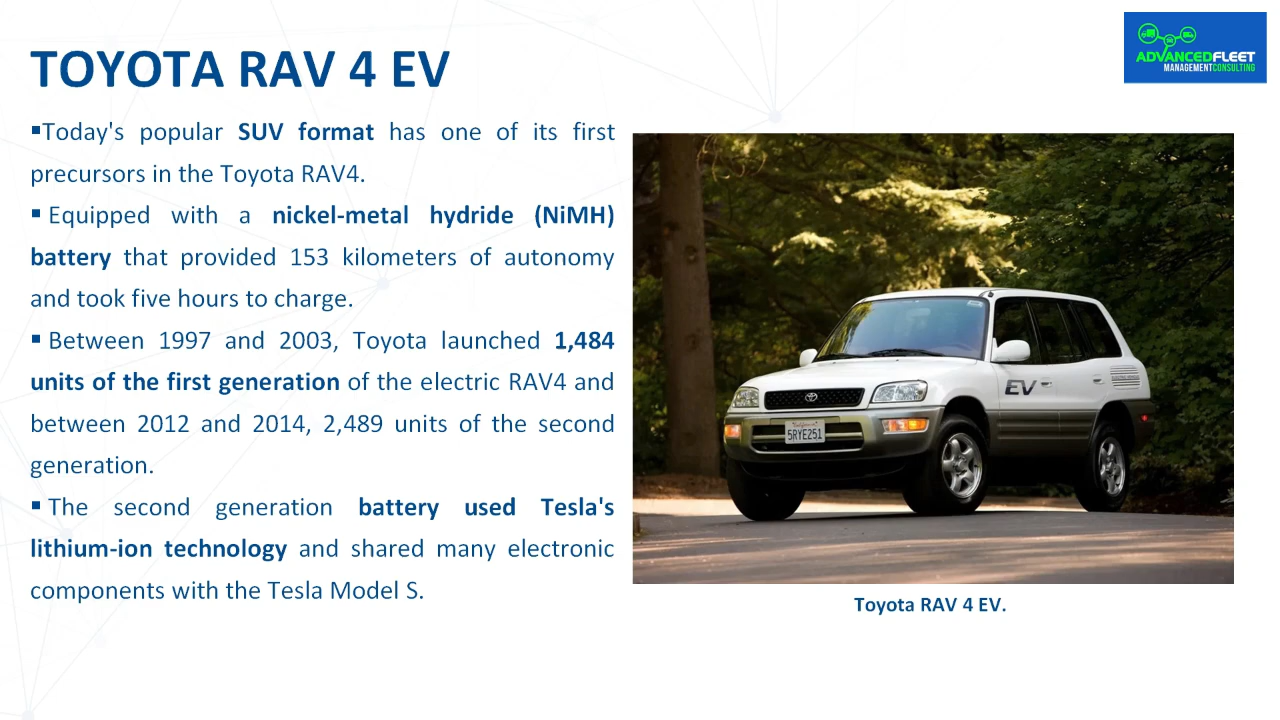 TOYOTA RAV 4 EV
ADVANCEDFLEET
MANAGEMENTCONSULTING
▪Today's popular SUV format has one of its first
precursors in the Toyota RAV4.
▪ Equipped with a nickel-metal hydride (NiMH)
battery that provided 153 kilometers of autonomy
and took five hours to charge.
▪ Between 1997 and 2003, Toyota launched 1,484
units of the first generation of the electric RAV4 and
between 2012 and 2014, 2,489 units of the second
generation.
▪ The second generation battery used Tesla's
lithium-ion technology and shared many electronic
components with the Tesla Model S.
EV
California
5RYE251
Toyota RAV 4 EV.